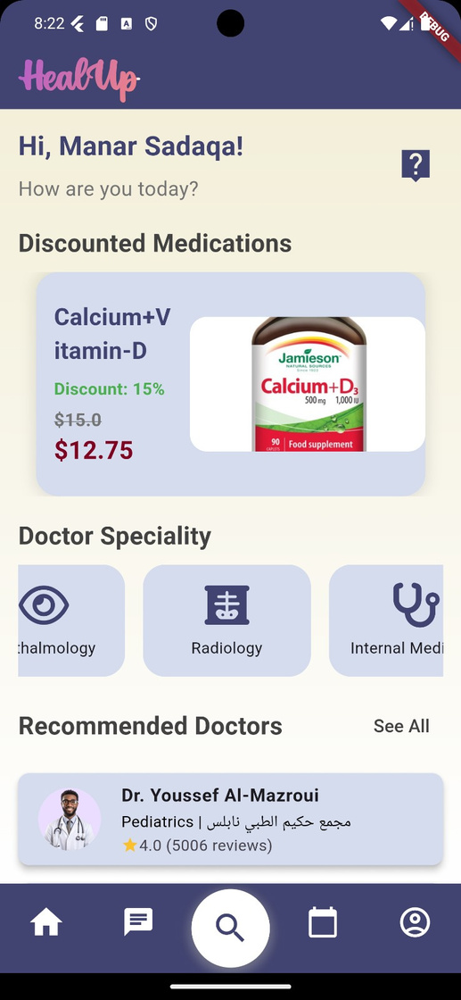 8:22
DEBUG
HealUp
Hi, Manar Sadaqa!
How are you today?
Discounted Medications
Calcium+V
itamin-D
Discount: 15%
$15.0
$12.75
Jamieson
NATURAL SOURCES
Since 1922
Calcium+D₃
500 mg 1,000 IU
90 Food supplement
CAPLETS
Doctor Speciality
thalmology
Radiology
Internal Medi
Recommended Doctors
See All
Dr. Youssef Al-Mazroui
Pediatrics | مجمع حكيم الطبي نابلس
4.0 (5006 reviews)